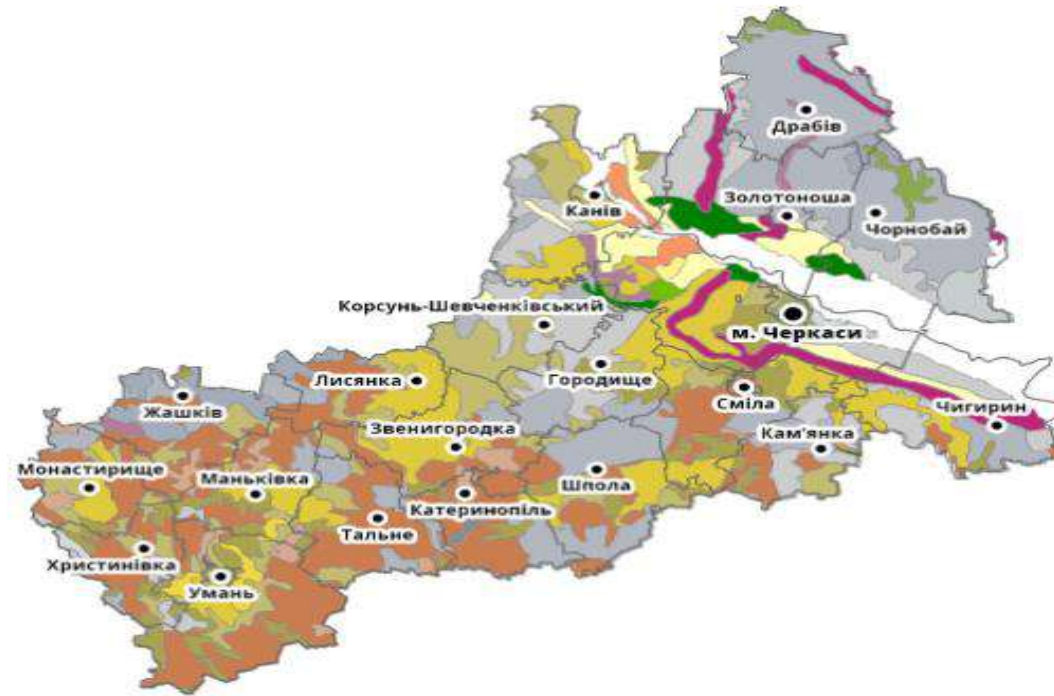 Драбів
Золотоноша
Канів
Чорнобай
Корсунь-Шевченківський
м. Черкаси
Лисянка
Городище
Жашків
Сміла
Чигирин
Звенигородка
Кам'янка
Монастирище
Маньківка
Шпола
Катеринопіль
Тальне
Христинівка
Умань